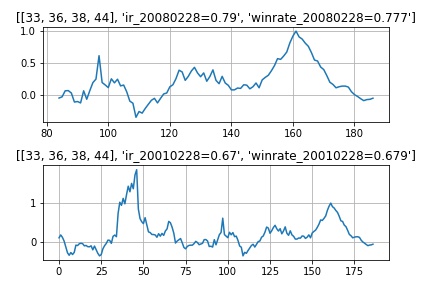 [[33, 36, 38, 44], 'ir_20080228=0.79', 'winrate_20080228=0.777']
1.0
0.5
0.0
80 100 120 140 160 180
[[33, 36, 38, 44], 'ir_20010228=0.67', 'winrate_20010228=0.679']
1
0
0 25 50 75 100 125 150 175